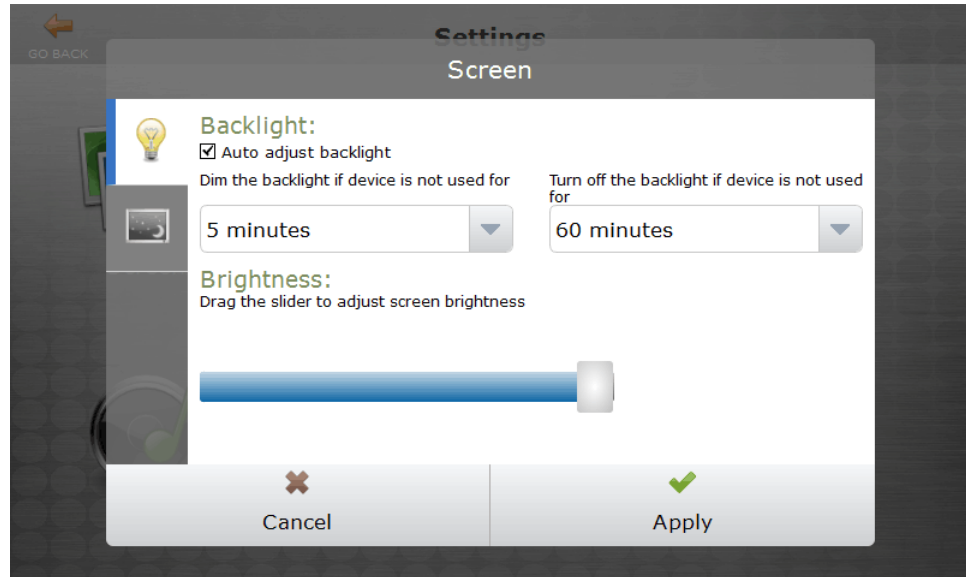 Settings
GO BACK
Screen
Backlight:
Auto adjust backlight
Dim the backlight if device is not used for
5 minutes
Turn off the backlight if device is not used
for
60 minutes
Brightness:
Drag the slider to adjust screen brightness
Cancel
Apply